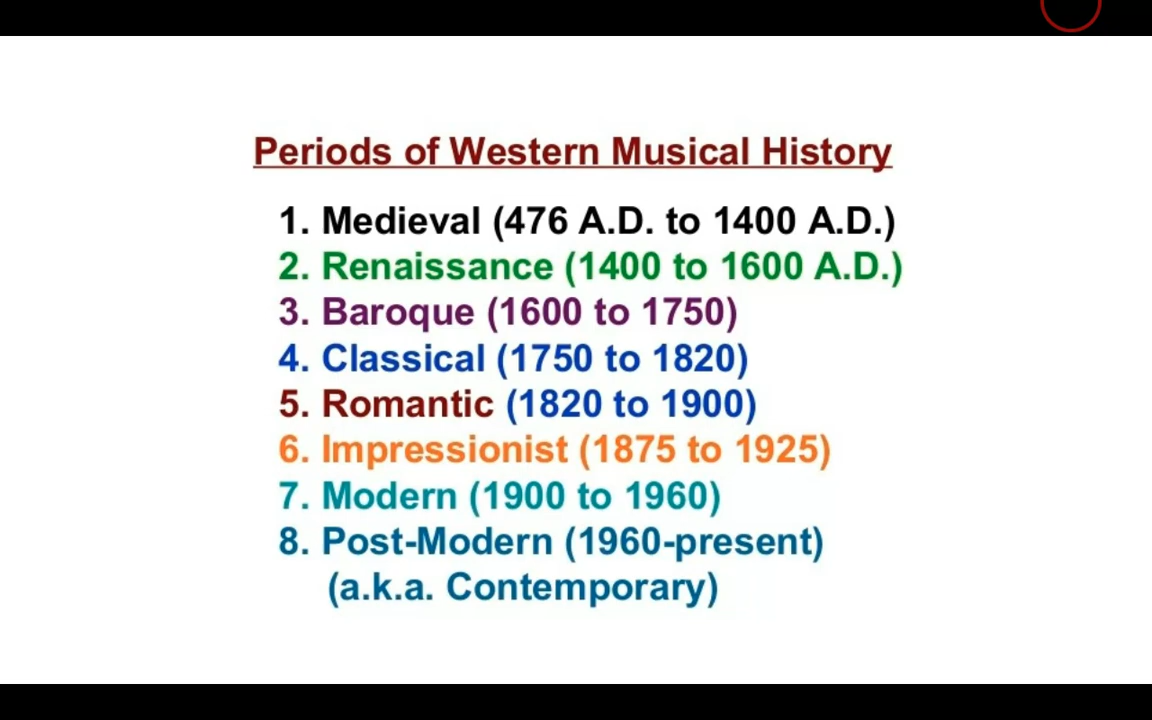 Periods of Western Musical History
1. Medieval (476 A.D. to 1400 A.D.)
2. Renaissance (1400 to 1600 A.D.)
3. Baroque (1600 to 1750)
4. Classical (1750 to 1820)
5. Romantic (1820 to 1900)
6. Impressionist (1875 to 1925)
7. Modern (1900 to 1960)
8. Post-Modern (1960-present)
(a.k.a. Contemporary)